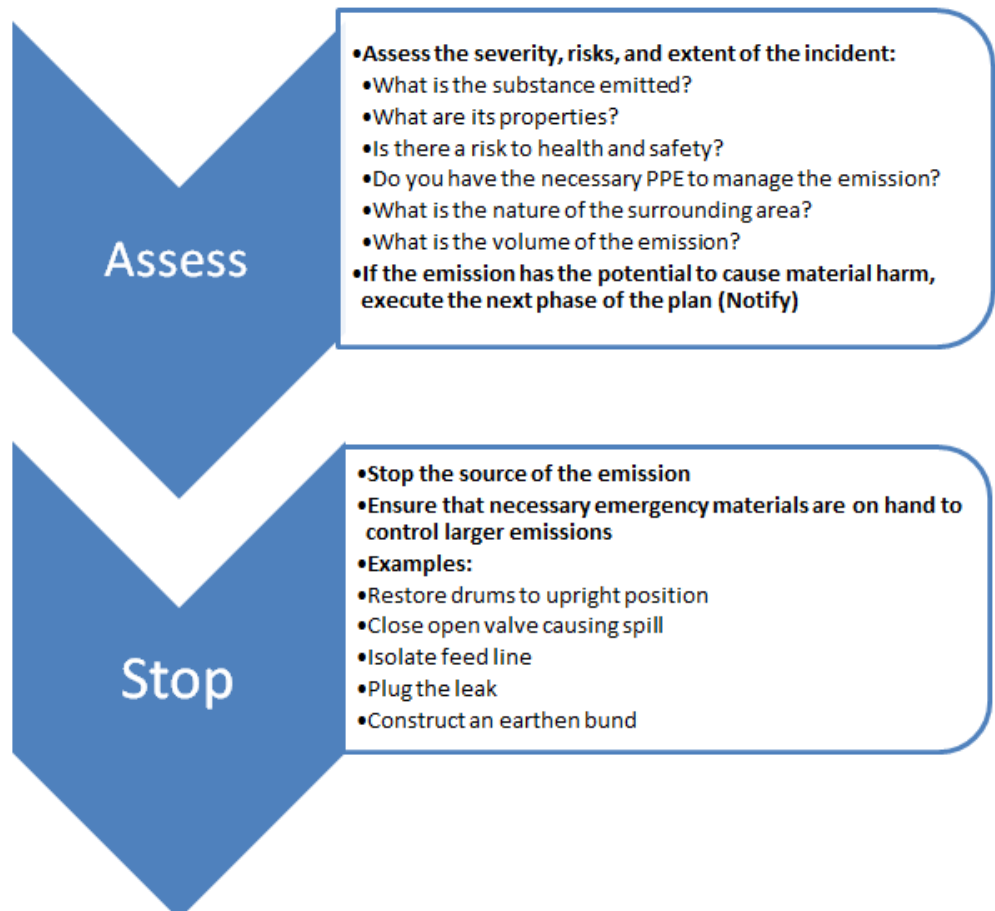 Assess
•Assess the severity, risks, and extent of the incident:
•What is the substance emitted?
•What are its properties?
•Is there a risk to health and safety?
•Do you have the necessary PPE to manage the emission?
•What is the nature of the surrounding area?
•What is the volume of the emission?
•If the emission has the potential to cause material harm,
execute the next phase of the plan (Notify)
Stop
•Stop the source of the emission
•Ensure that necessary emergency materials are on hand to
control larger emissions
•Examples:
•Restore drums to upright position
•Close open valve causing spill
•Isolate feed line
•Plug the leak
•Construct an earthen bund